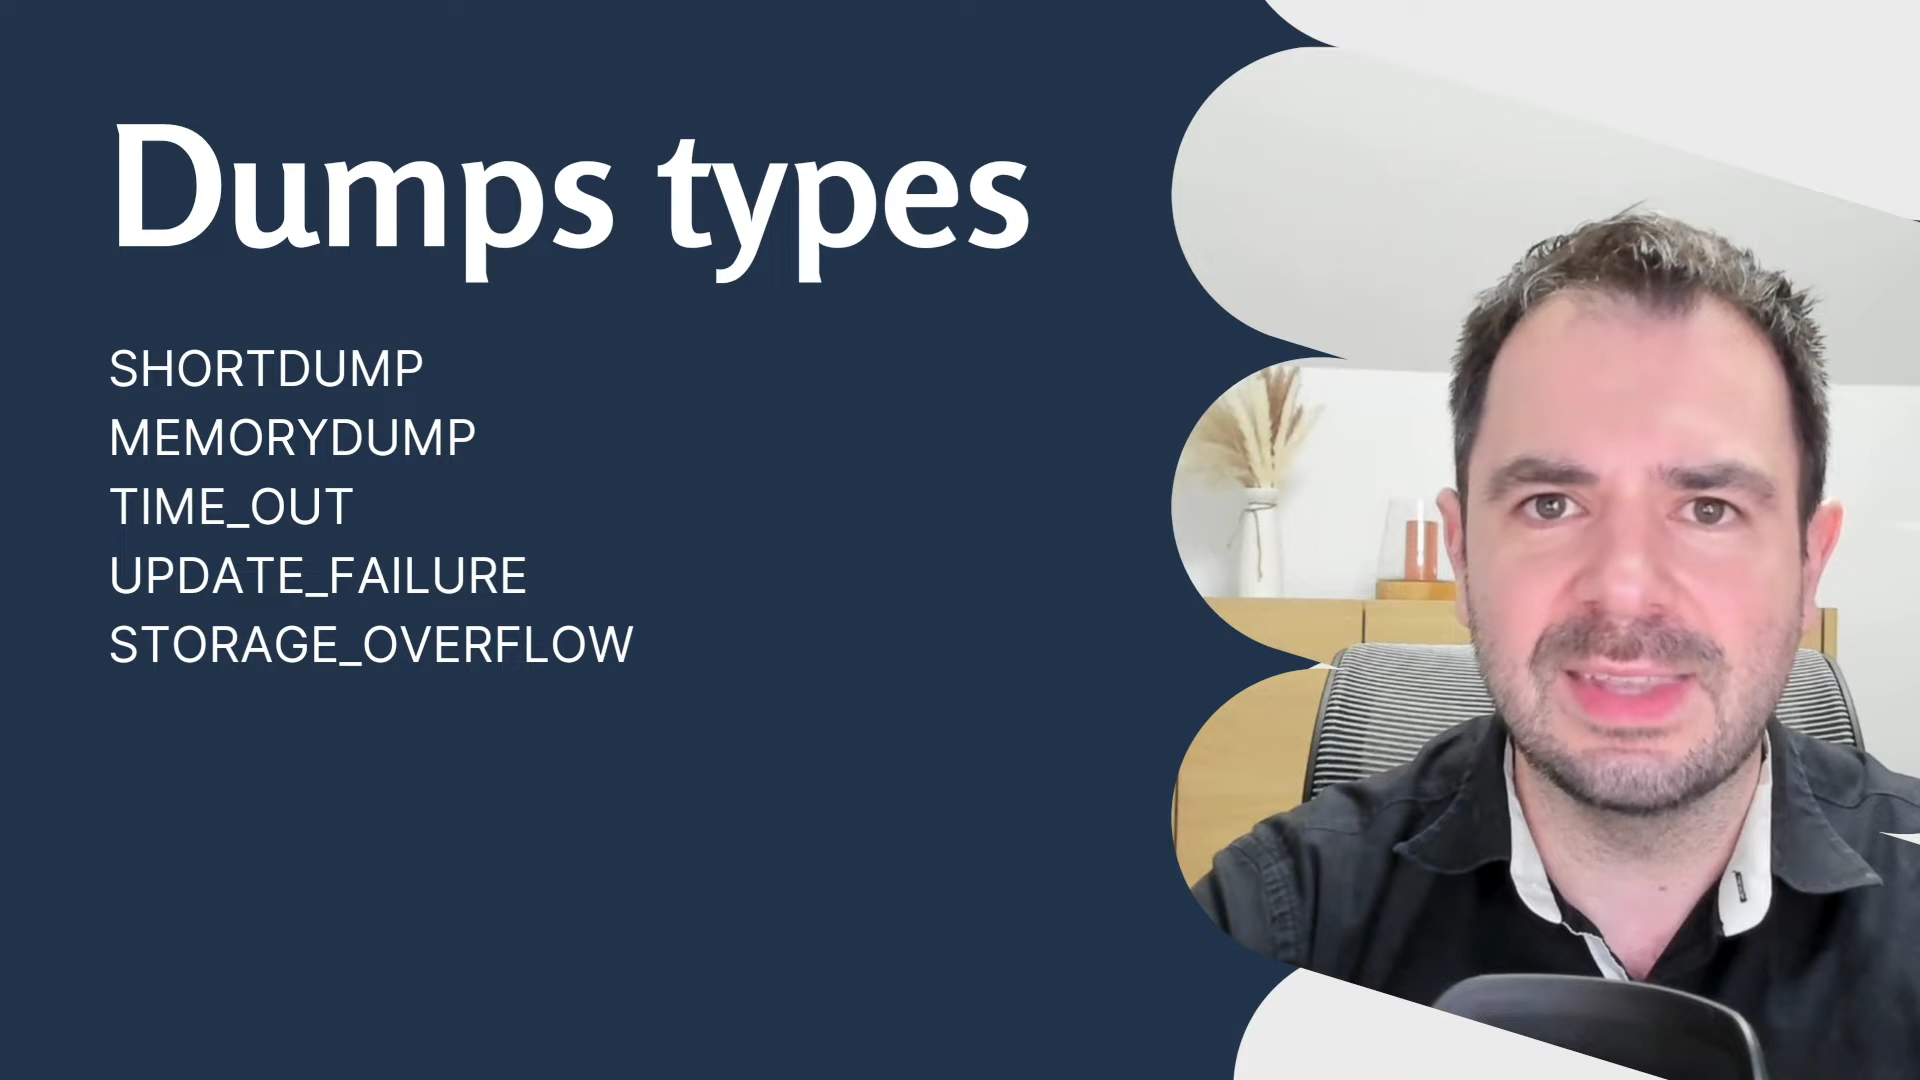 Dumps types
SHORTDUMP
MEMORYDUMP
TIME_OUT
UPDATE_FAILURE
STORAGE_OVERFLOW